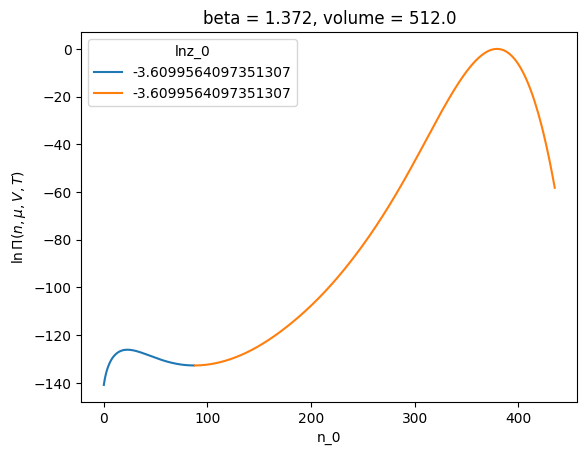 beta = 1.372, volume = 512.0
lnz_0
-3.6099564097351307
-3.6099564097351307
ln Π(n, μ, V, T)
0
−20
−40
−60
−80
−100
−120
−140
0 100 200 300 400
n_0